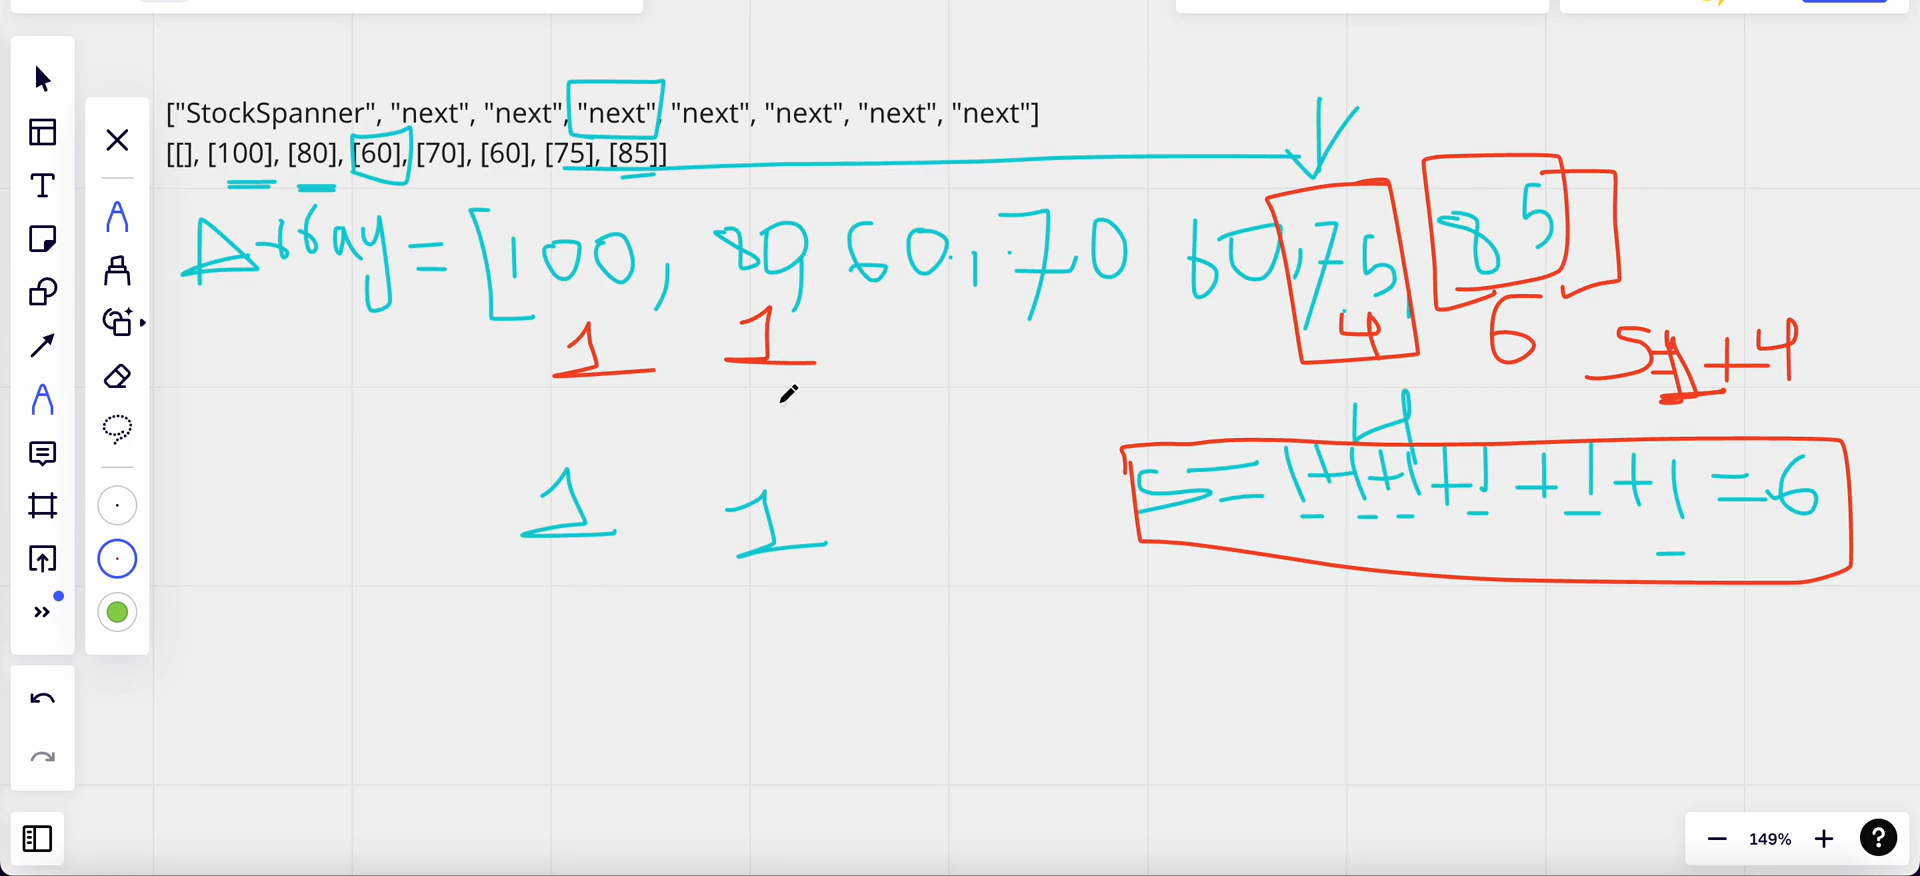 ["StockSpanner", "next", "next", "next", "next", "next", "next", "next"]
[[], [100], [80], [60], [70], [60], [75], [85]]
Array = [100, 80, 60, 70 60, 75, 85
1 1 4 6 S = 1 + 4
1 1 S = 1 + 1 + 1 + 1 + 1 + 1 = 6
149%